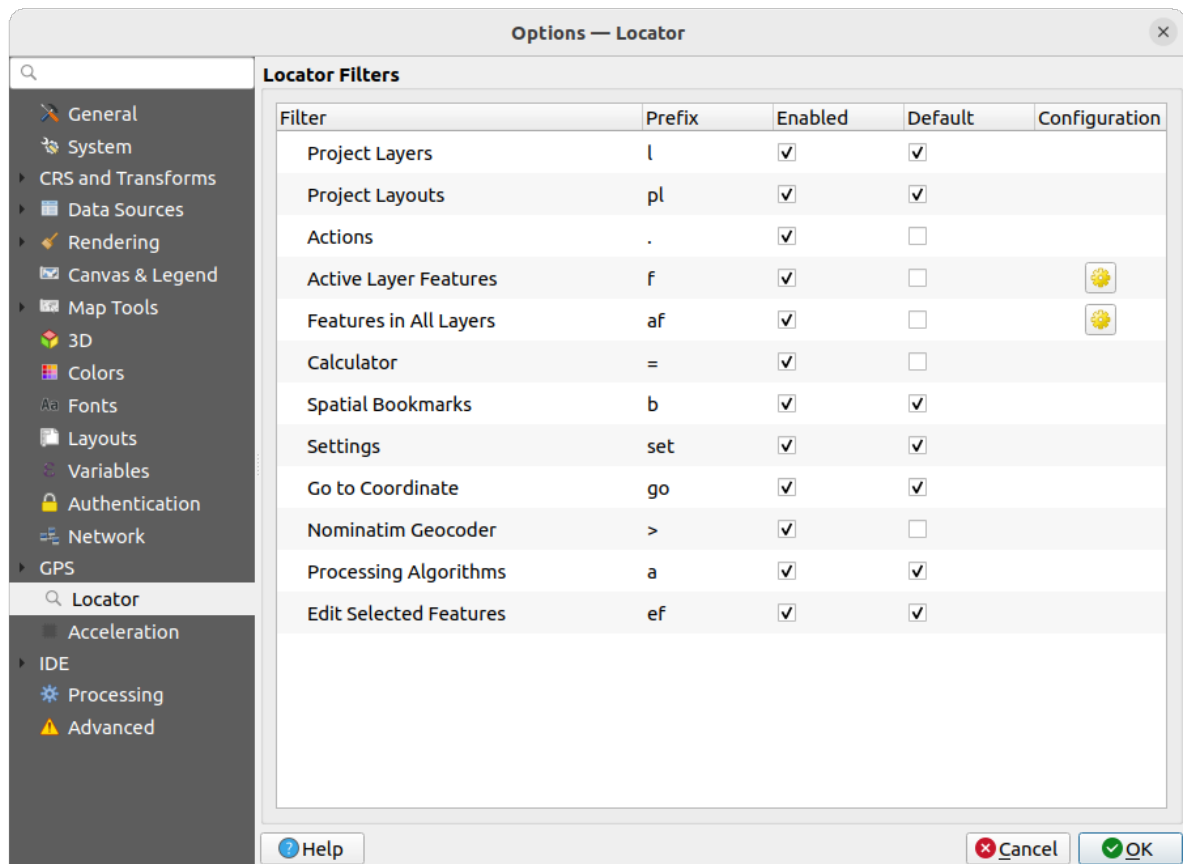 Options — Locator
Locator Filters
General
System
CRS and Transforms
Data Sources
Rendering
Canvas & Legend
Map Tools
3D
Colors
Aa Fonts
Layouts
Variables
Authentication
Network
GPS
Locator
Acceleration
IDE
Processing
Advanced
Filter Prefix Enabled Default Configuration
Project Layers l
Project Layouts pl
Actions .
Active Layer Features f
Features in All Layers af
Calculator =
Spatial Bookmarks b
Settings set
Go to Coordinate go
Nominatim Geocoder >
Processing Algorithms a
Edit Selected Features ef
Help Cancel OK